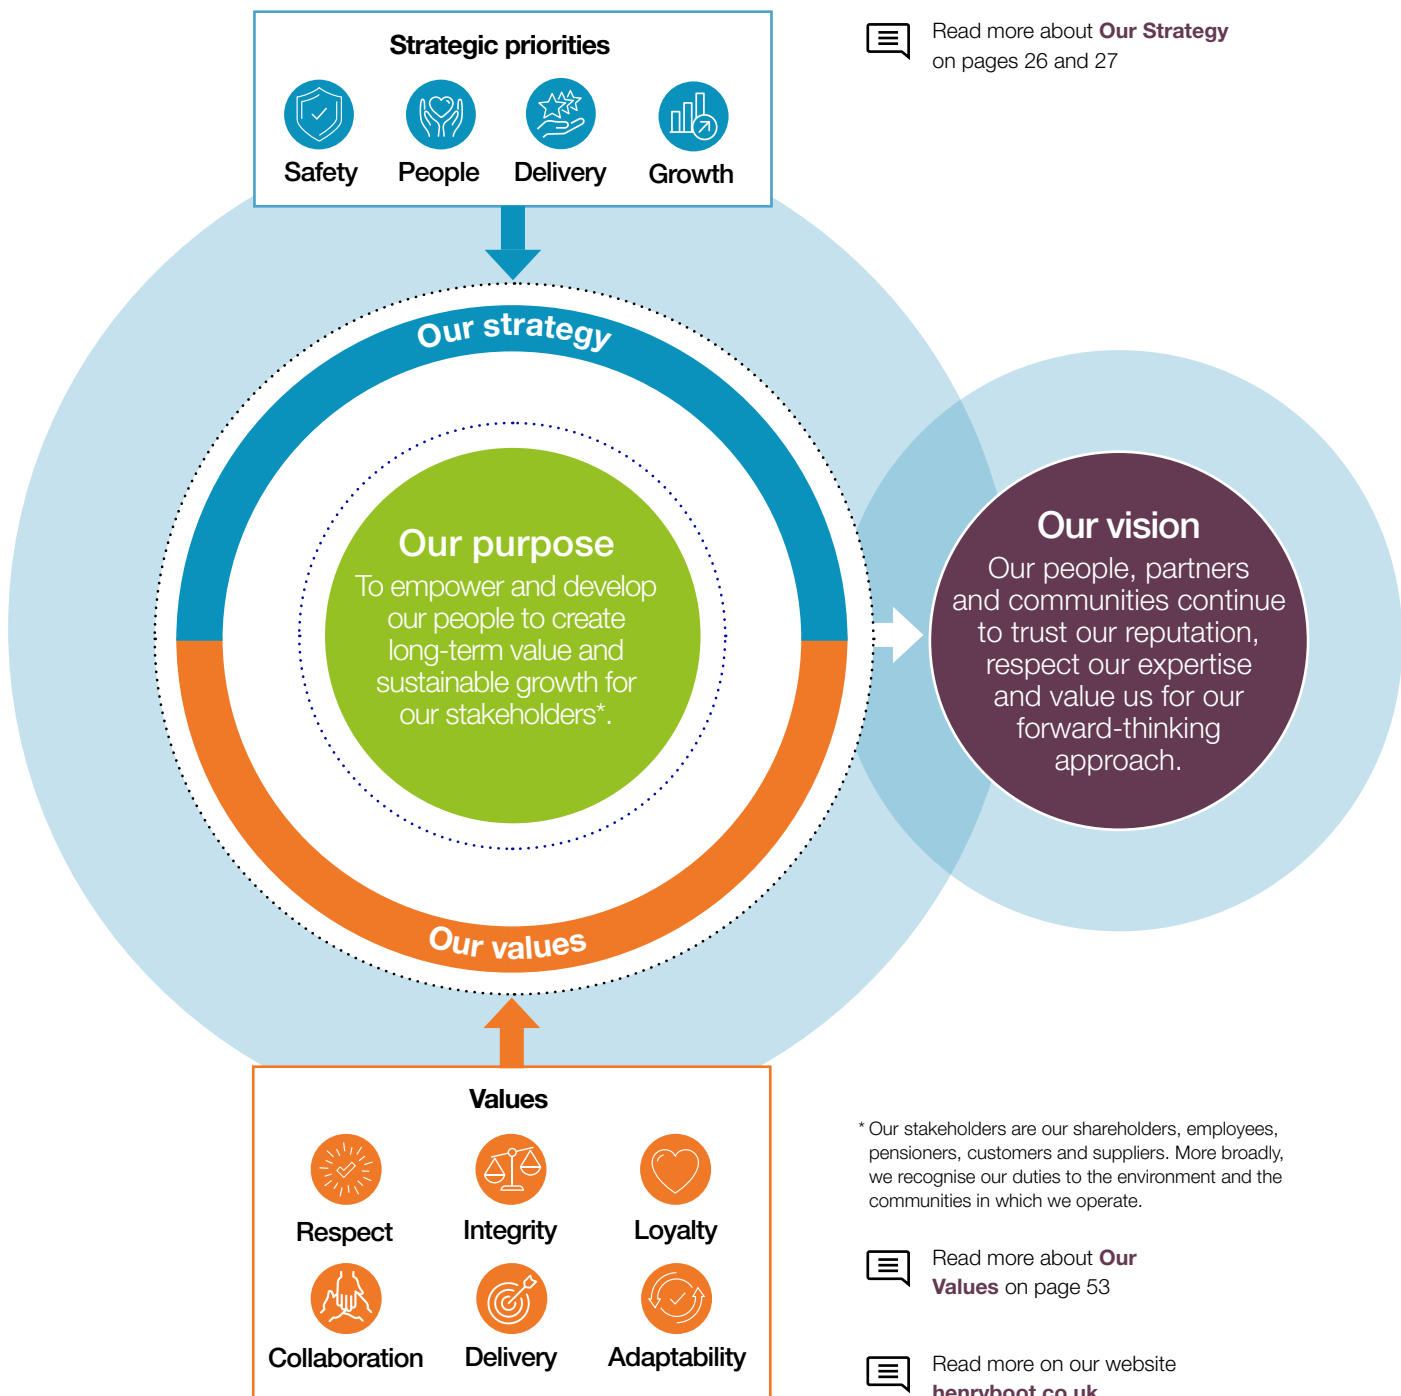 Strategic priorities
Safety People Delivery Growth
Read more about Our Strategy
on pages 26 and 27
Our strategy
Our purpose
To empower and develop
our people to create
long-term value and
sustainable growth for
our stakeholders*.
Our vision
Our people, partners
and communities continue
to trust our reputation,
respect our expertise
and value us for our
forward-thinking
approach.
Our values
Values
Respect Integrity Loyalty
Collaboration Delivery Adaptability
* Our stakeholders are our shareholders, employees,
pensioners, customers and suppliers. More broadly,
we recognise our duties to the environment and the
communities in which we operate.
Read more about Our
Values on page 53
Read more on our website
henryboot.co.uk